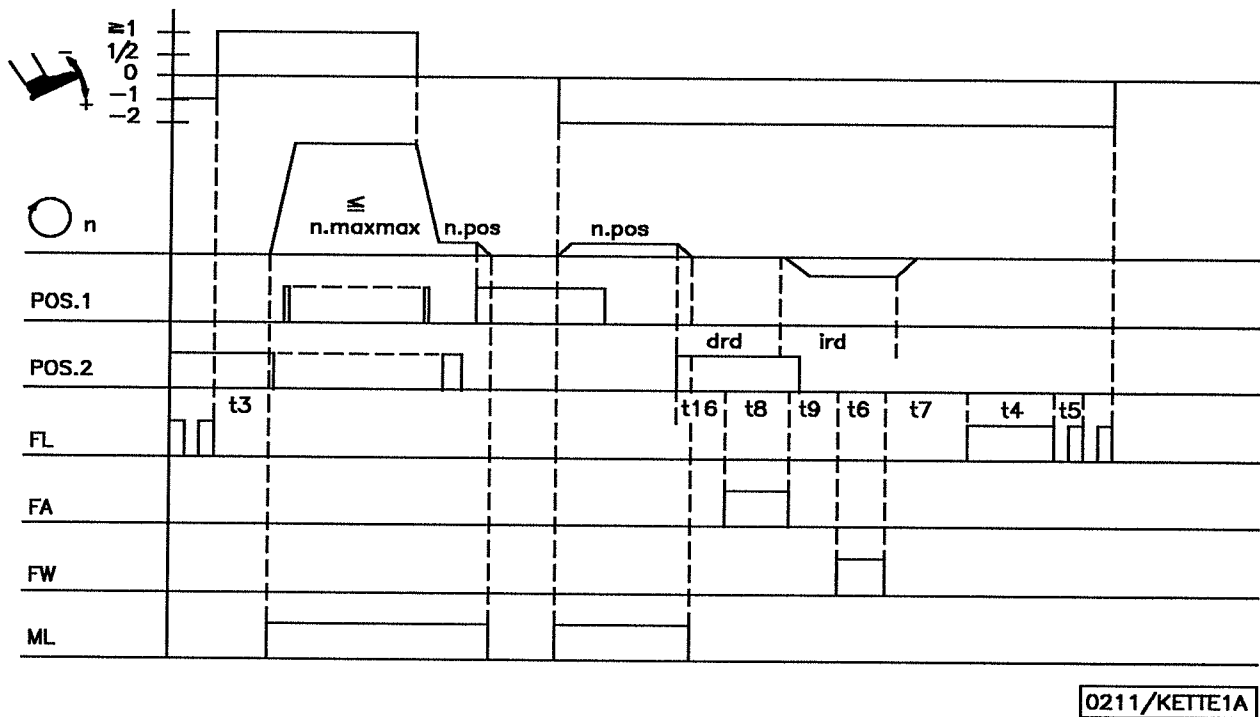 ≧1
1/2
0
−1
−2
−
+
n
≦
n.maxmax
n.pos
n.pos
POS.1
drd
ird
POS.2
t3
t16
t8
t9
t6
t7
t4
t5
FL
FA
FW
ML
0211/KETTE1A